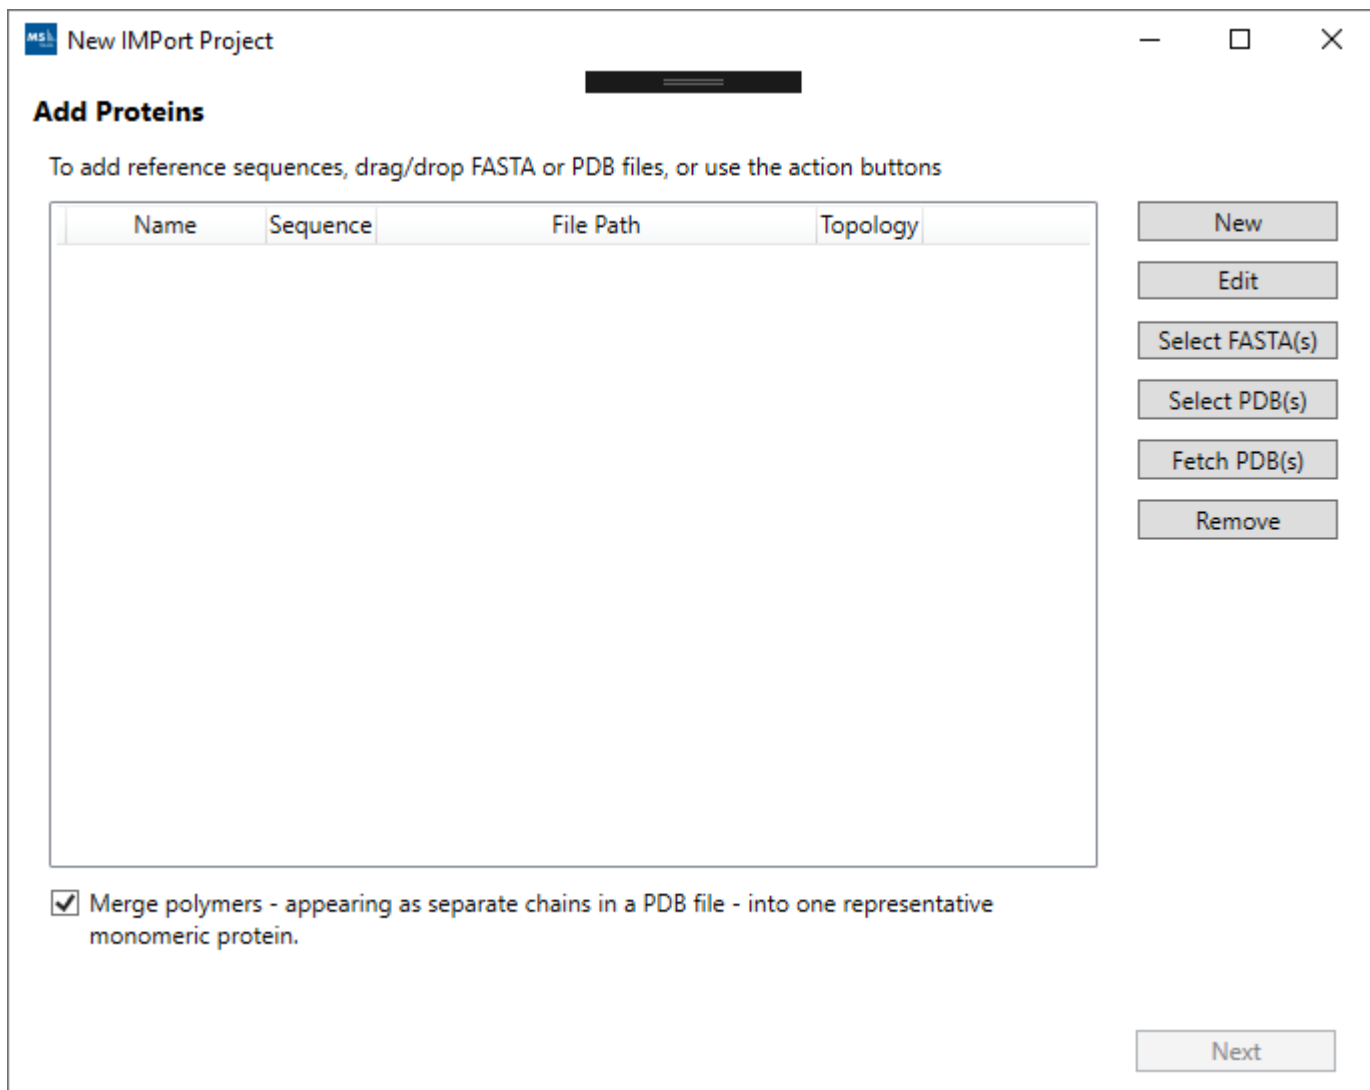 MS
New IMPort Project
Add Proteins
To add reference sequences, drag/drop FASTA or PDB files, or use the action buttons
Name Sequence File Path Topology
New
Edit
Select FASTA(s)
Select PDB(s)
Fetch PDB(s)
Remove
Merge polymers - appearing as separate chains in a PDB file - into one representative
monomeric protein.
Next